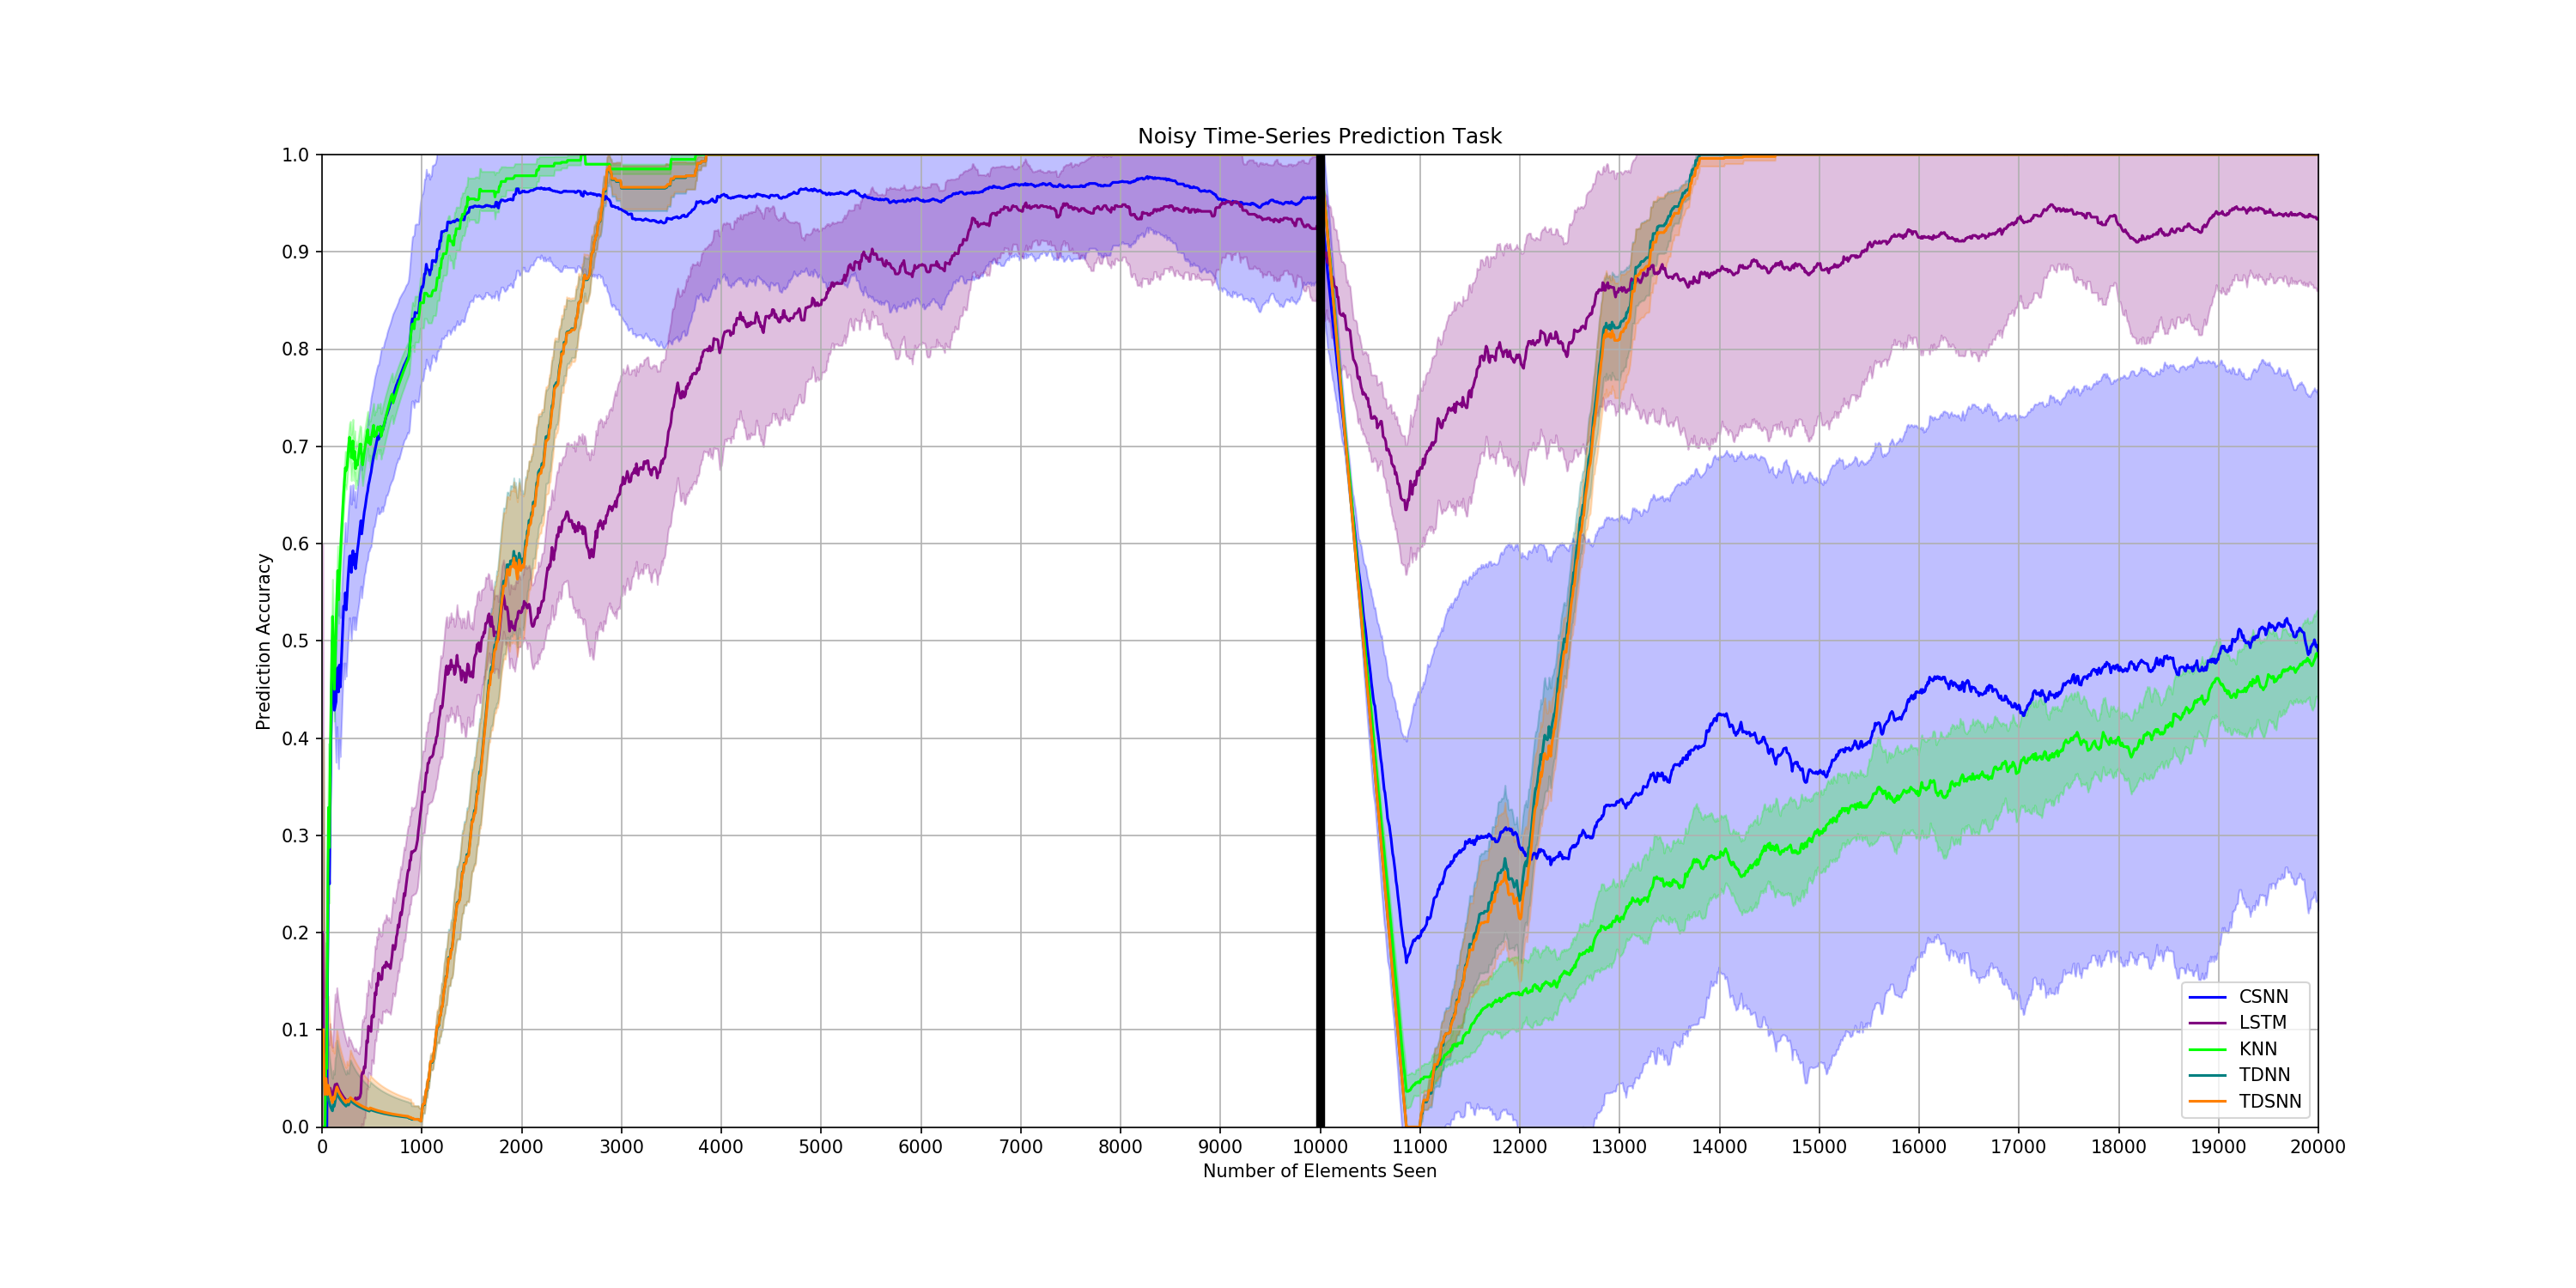 Noisy Time-Series Prediction Task
Prediction Accuracy
1.0
0.9
0.8
0.7
0.6
0.5
0.4
0.3
0.2
0.1
0.0
0 1000 2000 3000 4000 5000 6000 7000 8000 9000 10000 11000 12000 13000 14000 15000 16000 17000 18000 19000 20000
Number of Elements Seen
CSNN
LSTM
KNN
TDNN
TDSNN